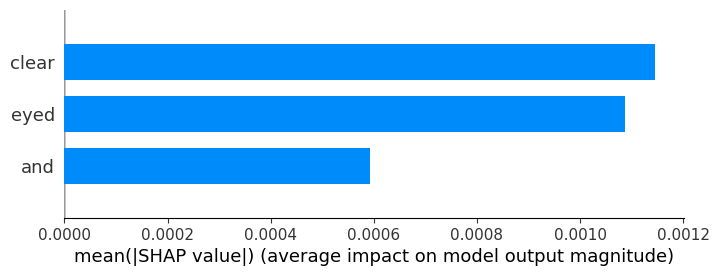 clear
eyed
and
0.0000 0.0002 0.0004 0.0006 0.0008 0.0010 0.0012
mean(|SHAP value|) (average impact on model output magnitude)